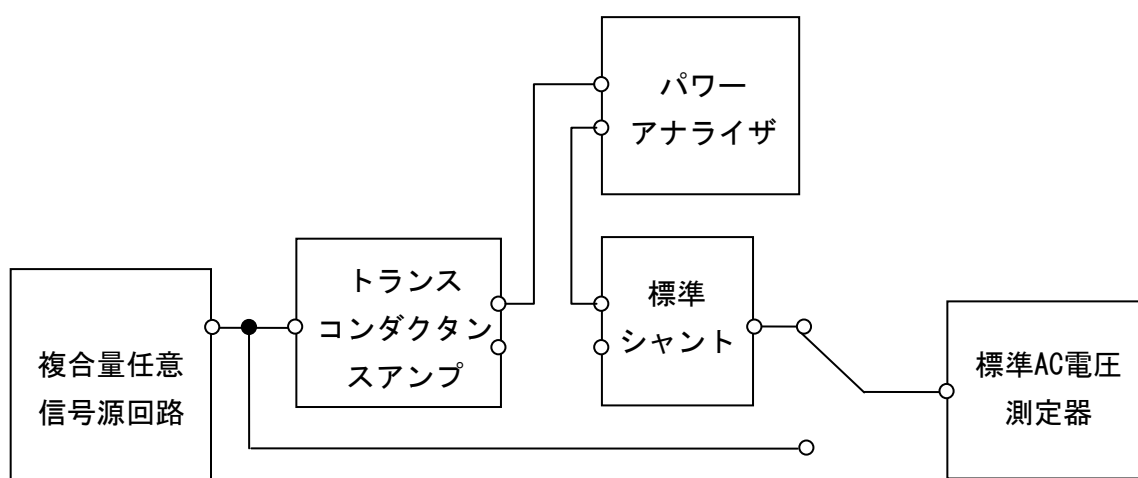 パワー
アナライザ
トランス
コンダクタン
スアンプ
標準
シャント
複合量任意
信号源回路
標準AC電圧
測定器